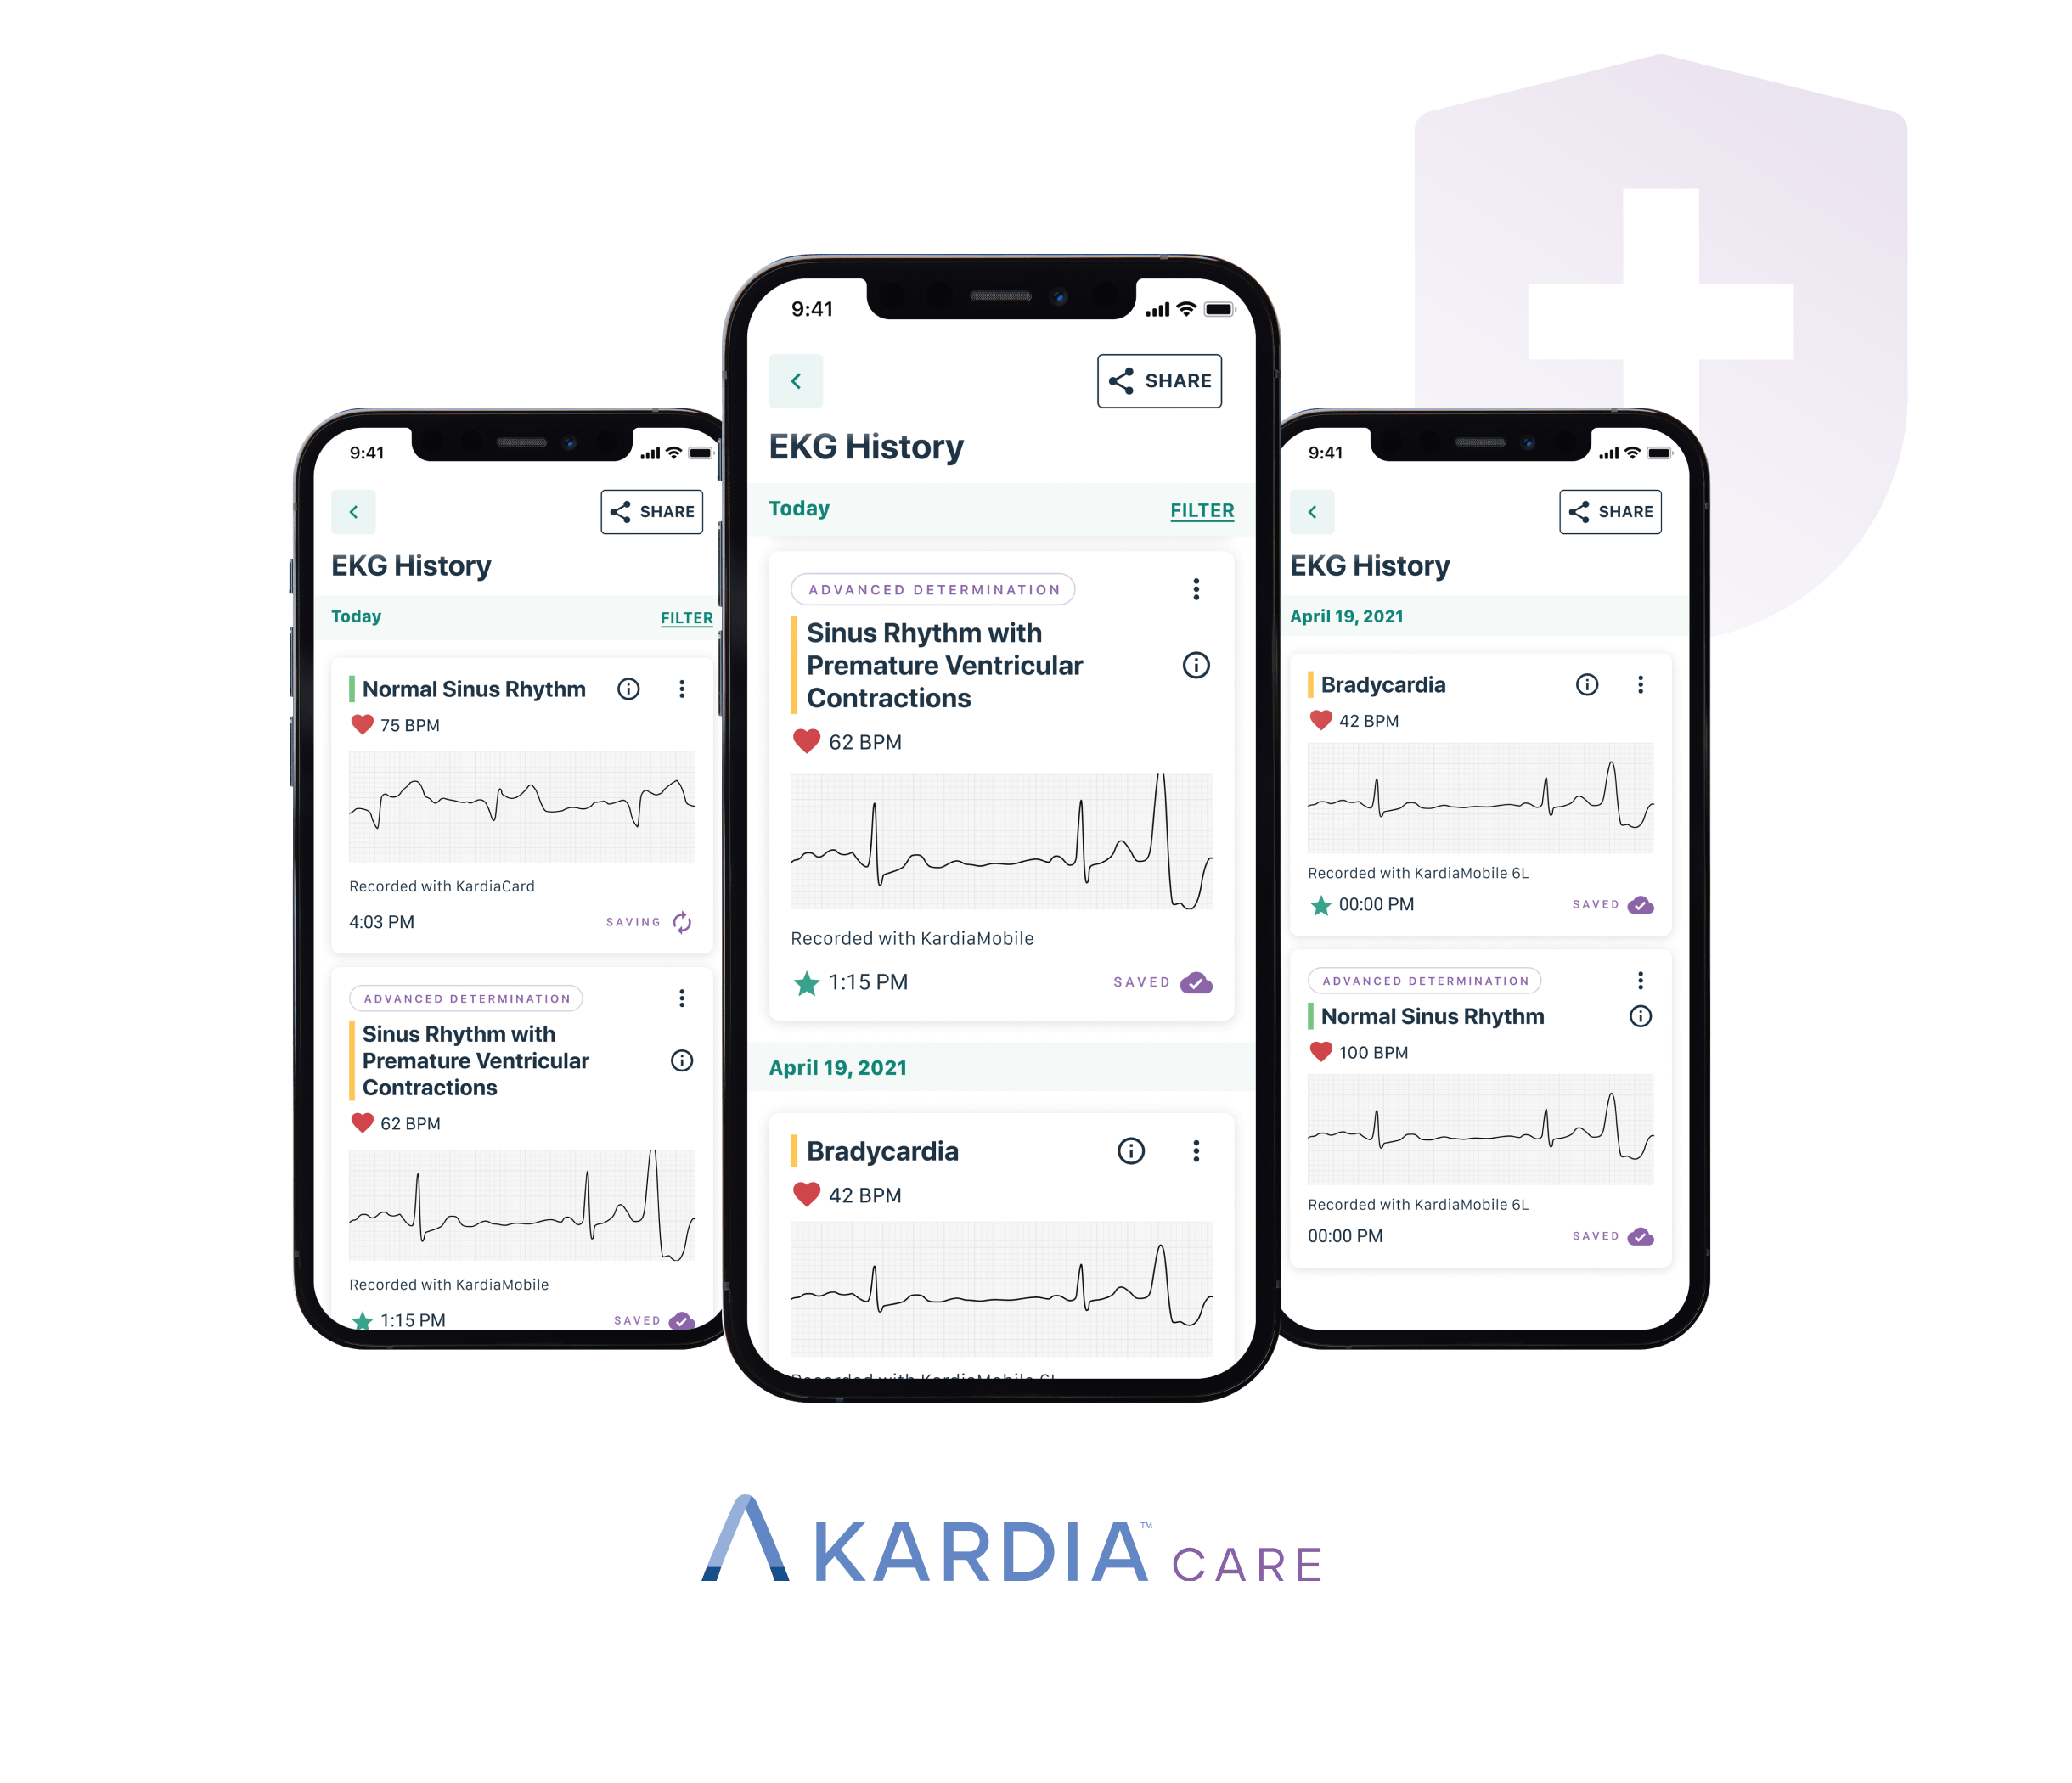 9:41
SHARE
EKG History
Today FILTER
Normal Sinus Rhythm
75 BPM
Recorded with KardiaCard
4:03 PM SAVING
ADVANCED DETERMINATION
Sinus Rhythm with
Premature Ventricular
Contractions
62 BPM
Recorded with KardiaMobile
1:15 PM SAVED
9:41
SHARE
EKG History
Today FILTER
ADVANCED DETERMINATION
Sinus Rhythm with
Premature Ventricular
Contractions
62 BPM
Recorded with KardiaMobile
1:15 PM SAVED
April 19, 2021
Bradycardia
42 BPM
Recorded with KardiaMobile 6L
9:41
SHARE
EKG History
April 19, 2021
Bradycardia
42 BPM
Recorded with KardiaMobile 6L
00:00 PM SAVED
ADVANCED DETERMINATION
Normal Sinus Rhythm
100 BPM
Recorded with KardiaMobile 6L
00:00 PM SAVED
KARDIA™ CARE